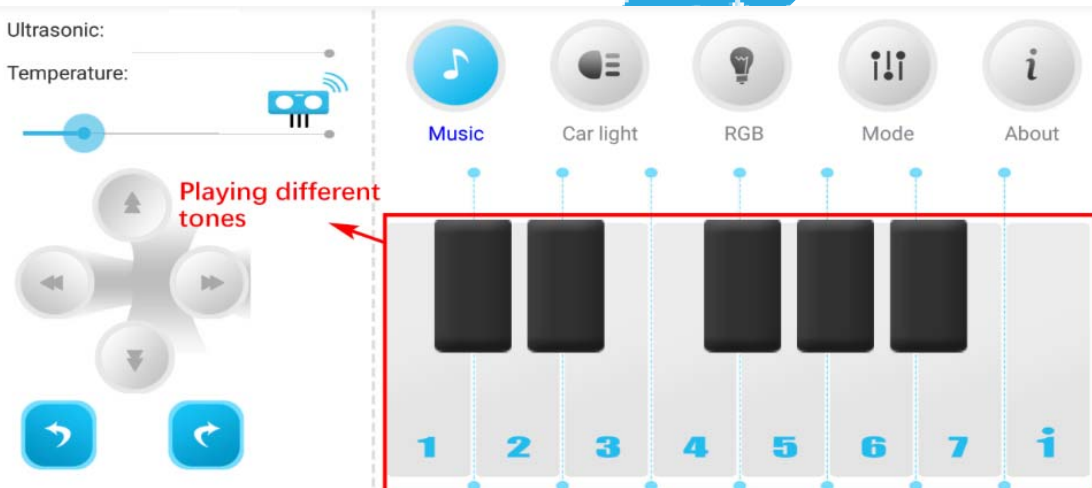 Ultrasonic:
Temperature:
Music
Car light
RGB
Mode
About
Playing different
tones
1 2 3 4 5 6 7 i